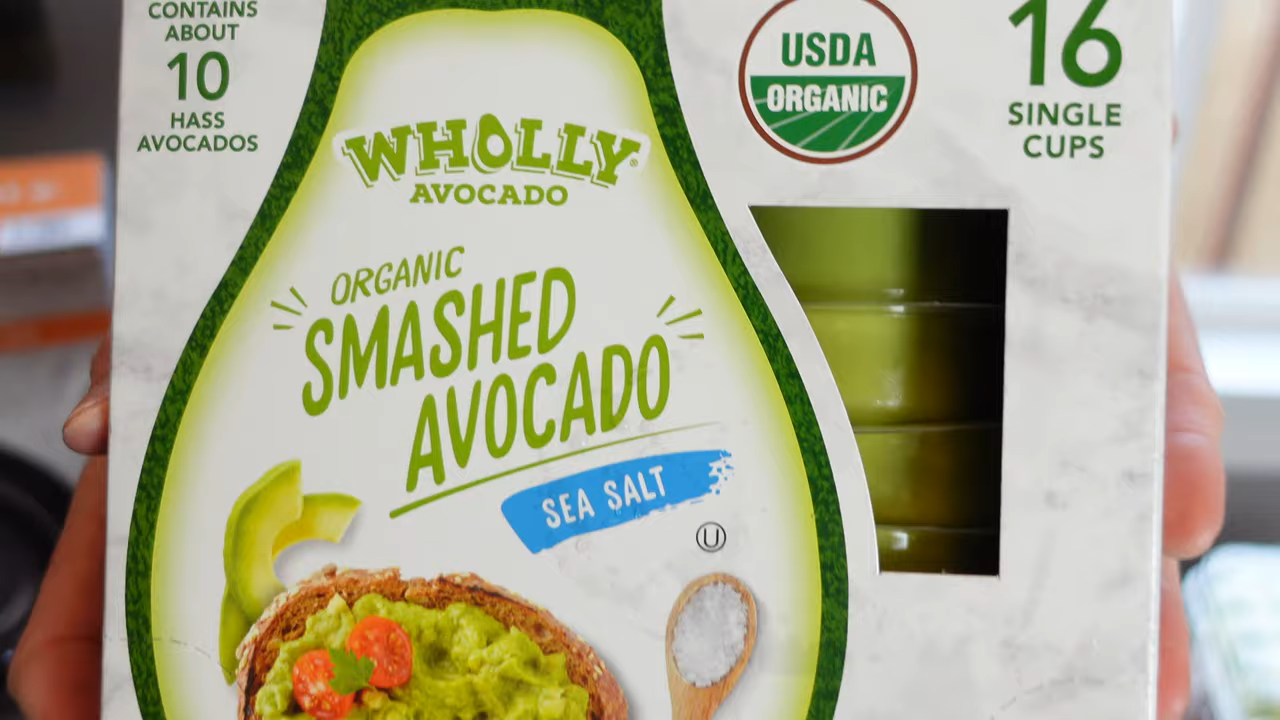 CONTAINS
ABOUT
10
HASS
AVOCADOS
WHOLLY®
AVOCADO
ORGANIC
SMASHED
AVOCADO
SEA SALT
U
USDA
ORGANIC
16
SINGLE
CUPS